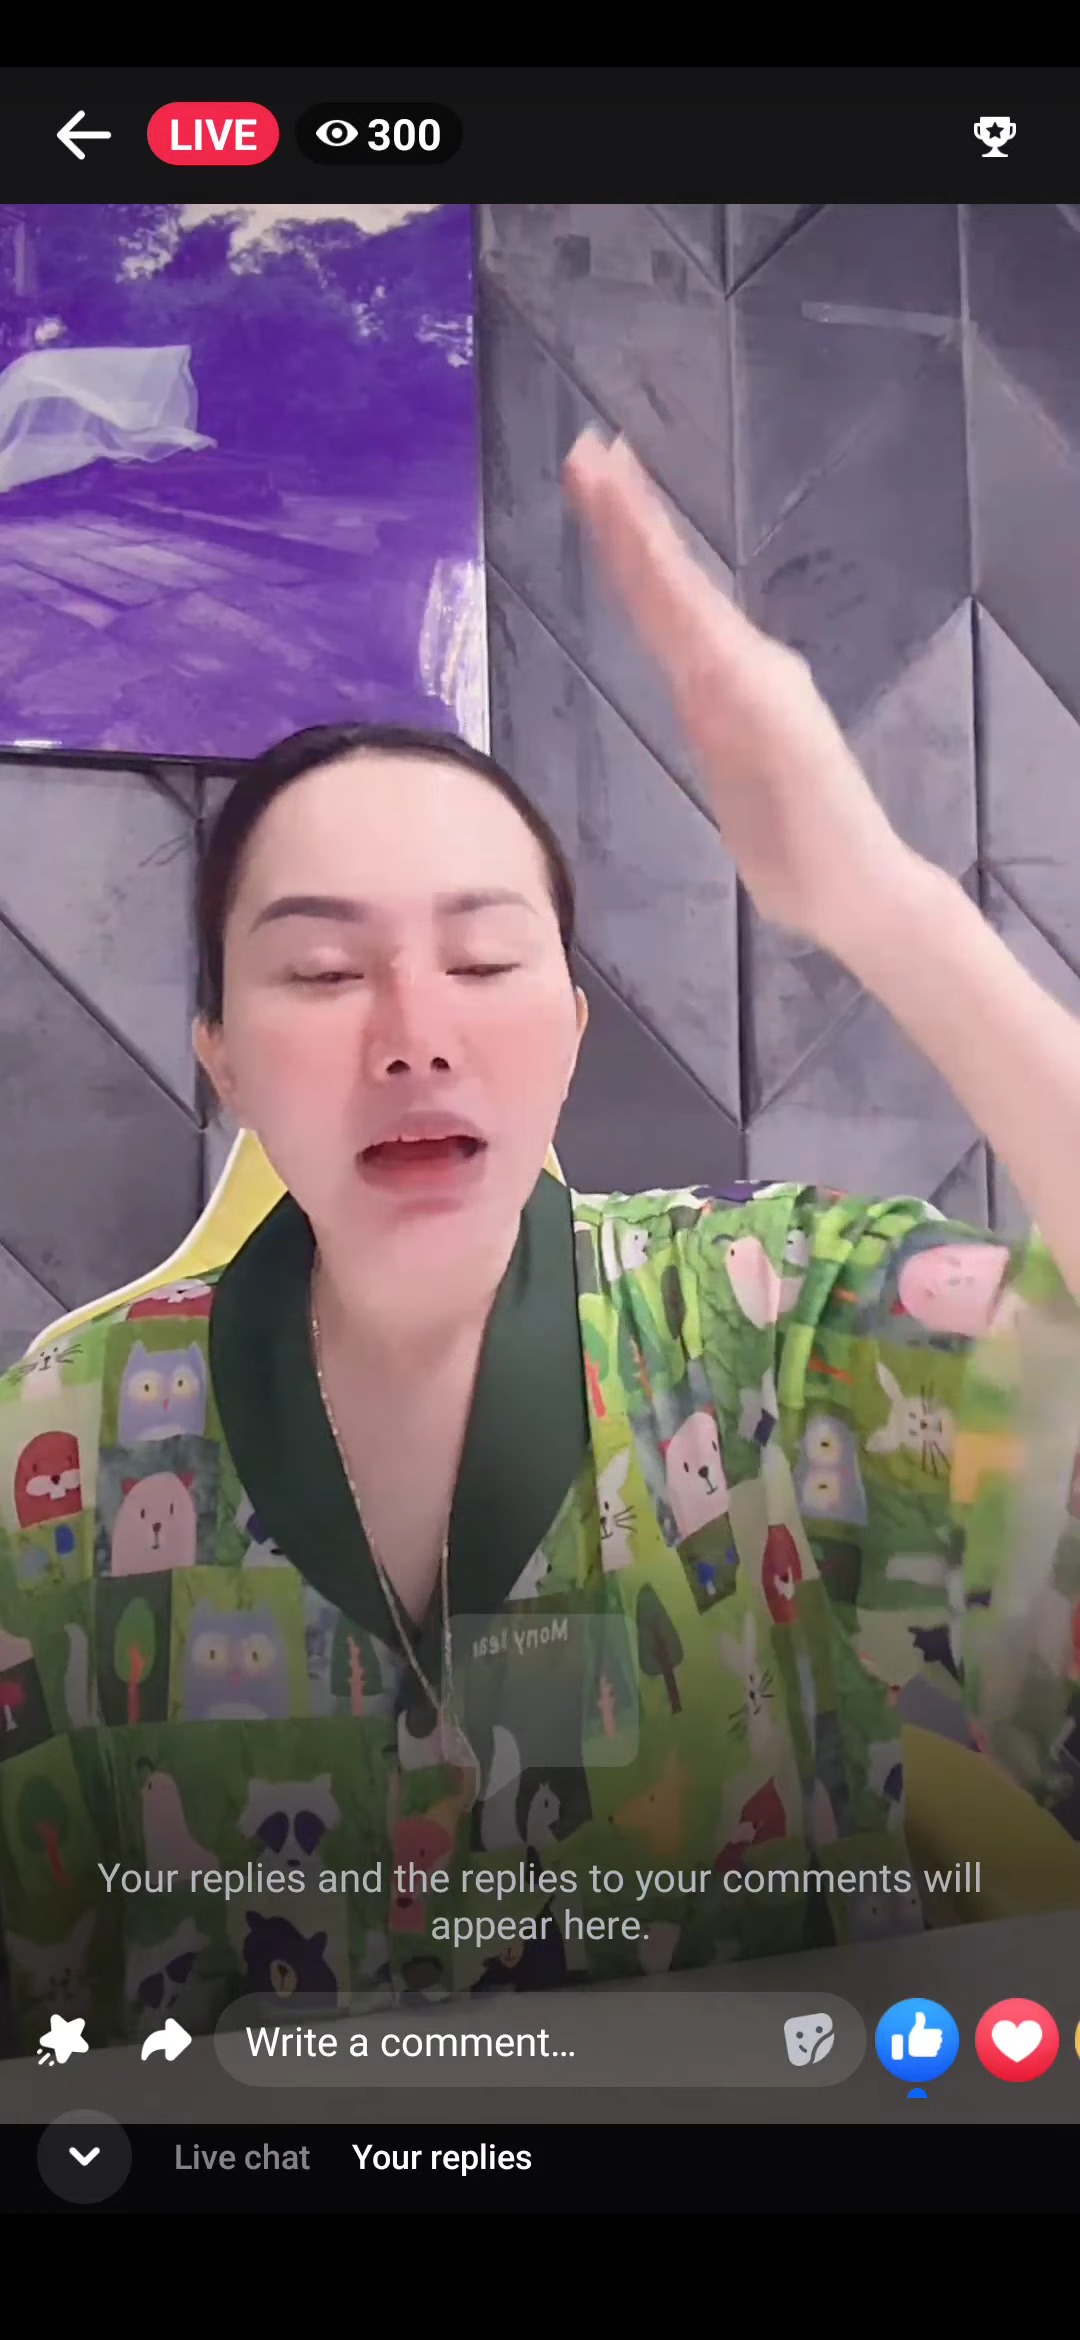 LIVE
300
Your replies and the replies to your comments will
appear here.
Write a comment...
Live chat
Your replies